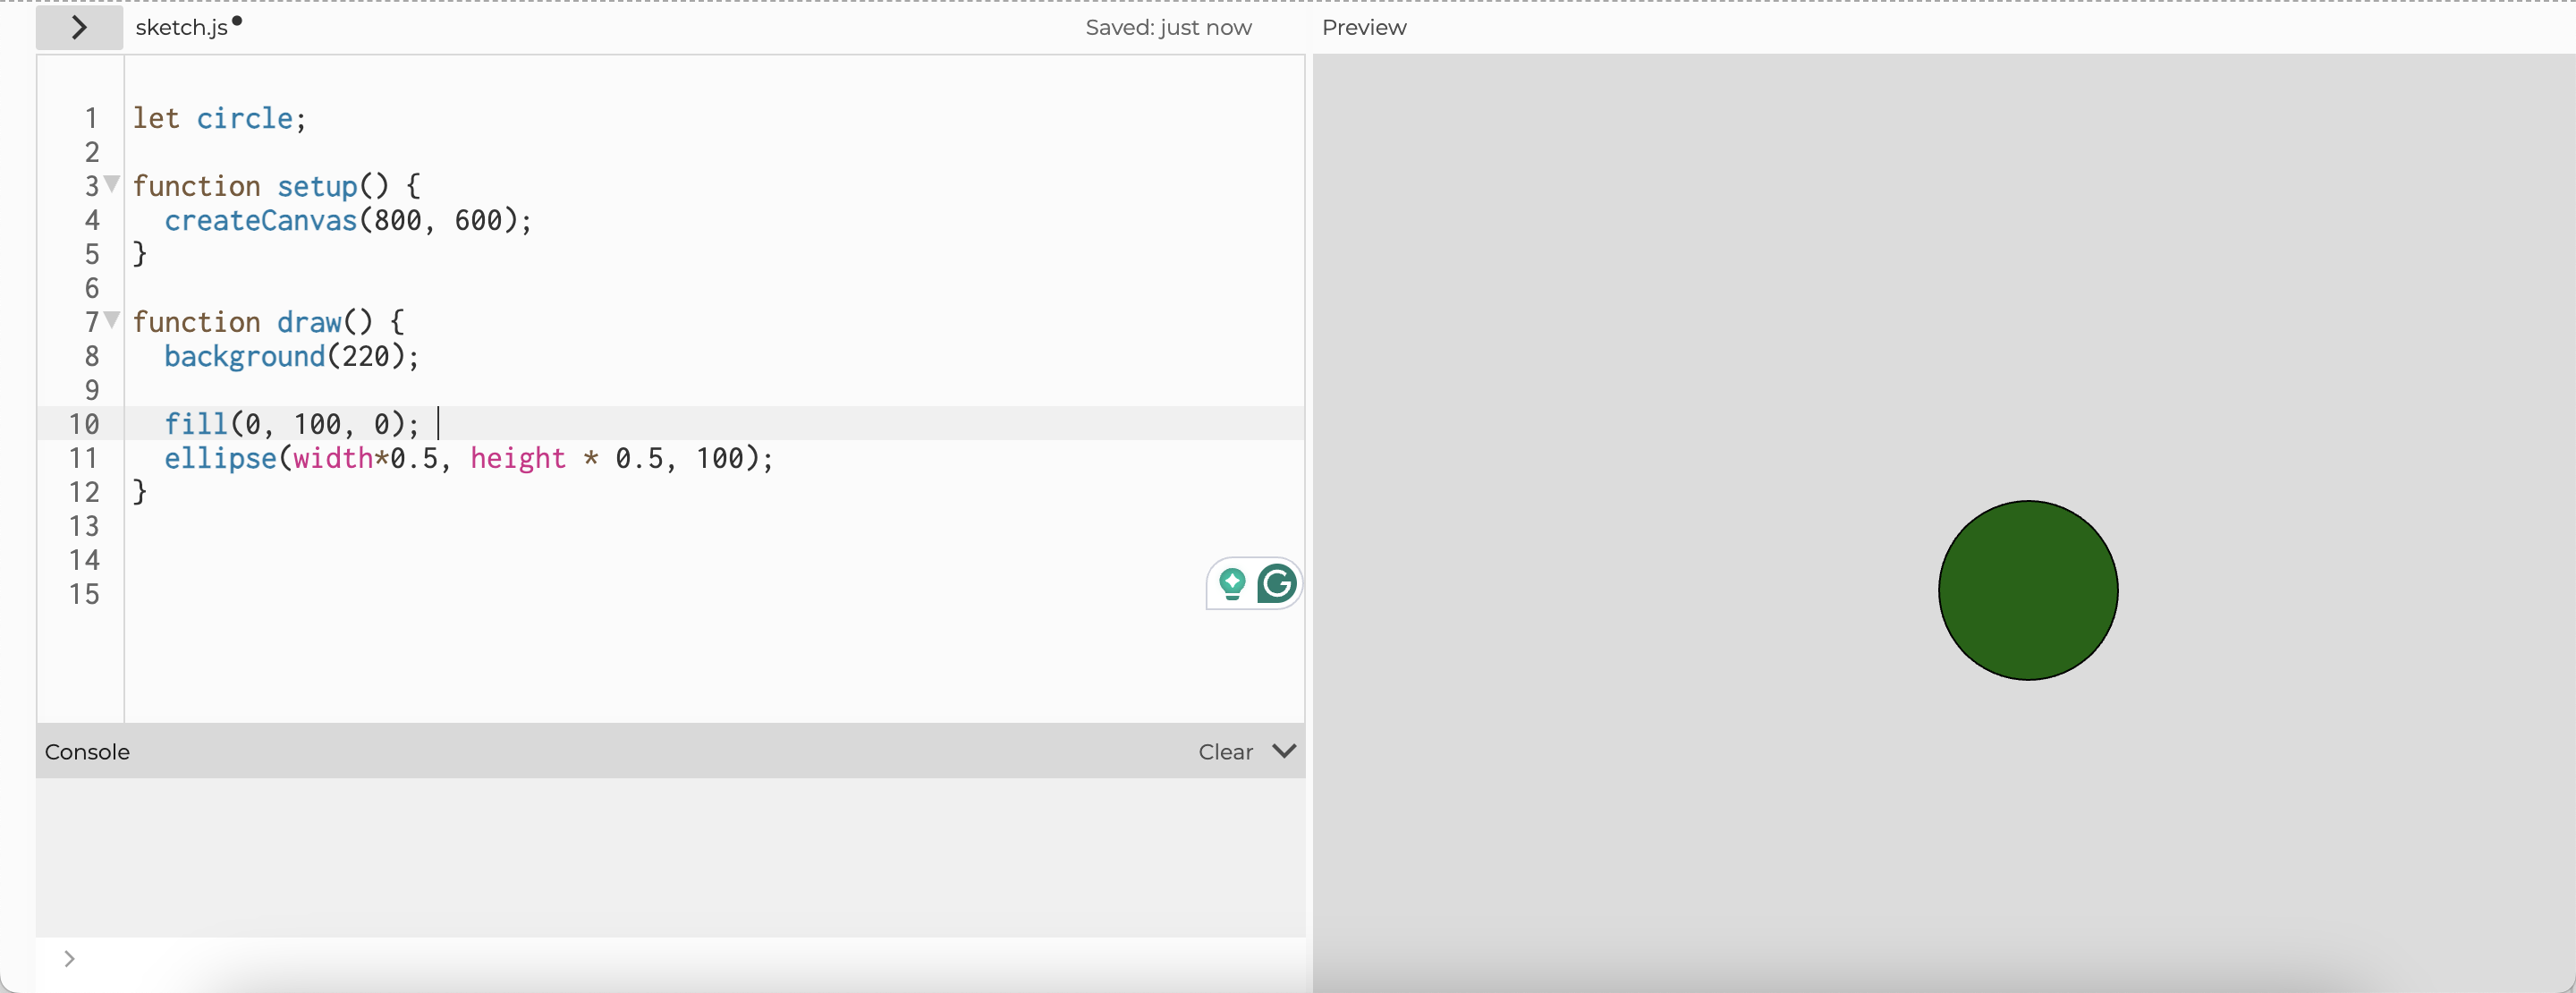 sketch.js
Saved: just now
Preview
1 let circle;
2
3 function setup() {
4   createCanvas(800, 600);
5 }
6
7 function draw() {
8   background(220);
9
10   fill(0, 100, 0);
11   ellipse(width*0.5, height * 0.5, 100);
12 }
13
14
15
G
Console
Clear
>